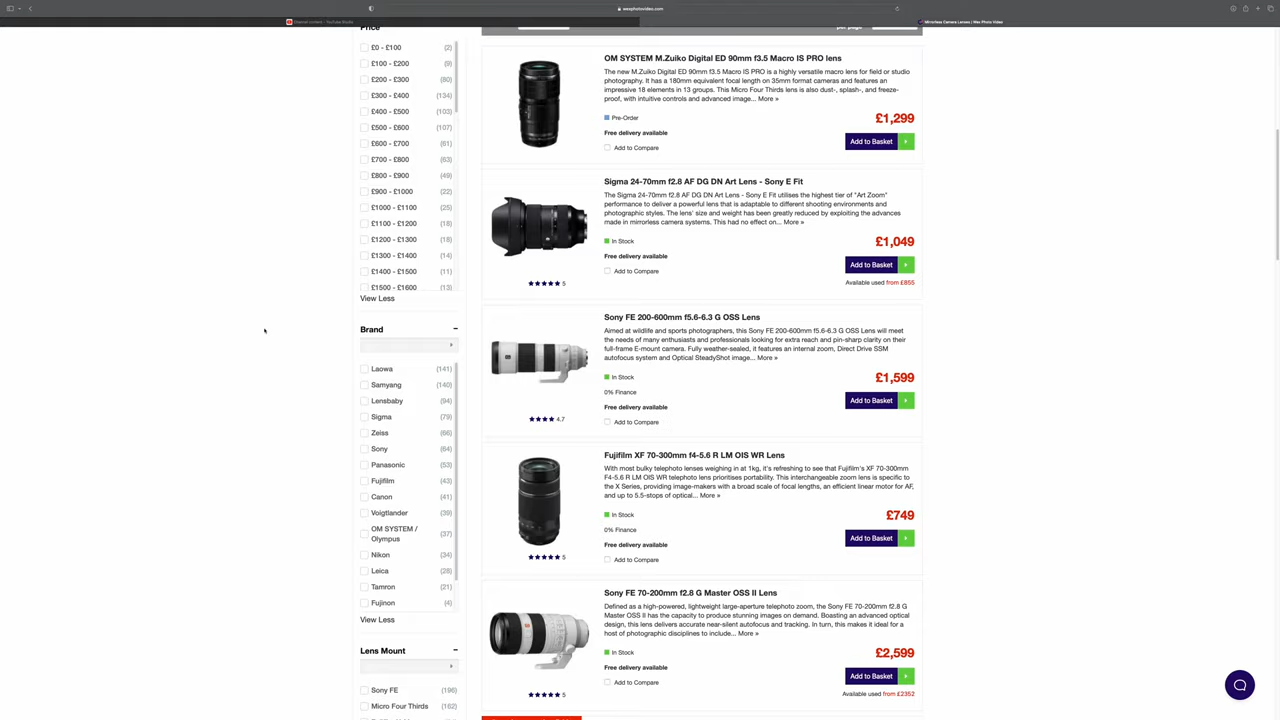 wexphotovideo.com
Channel content - YouTube Studio
Mirrorless Camera Lenses | Wex Photo Video
Price
per page
£0 - £100 (2)
£100 - £200 (9)
£200 - £300 (80)
£300 - £400 (134)
£400 - £500 (103)
£500 - £600 (107)
£600 - £700 (61)
£700 - £800 (63)
£800 - £900 (49)
£900 - £1000 (22)
£1000 - £1100 (25)
£1100 - £1200 (18)
£1200 - £1300 (18)
£1300 - £1400 (14)
£1400 - £1500 (11)
£1500 - £1600 (13)
View Less
Brand
Laowa (141)
Samyang (140)
Lensbaby (94)
Sigma (79)
Zeiss (66)
Sony (64)
Panasonic (53)
Fujifilm (43)
Canon (41)
Voigtlander (39)
OM SYSTEM /
Olympus (37)
Nikon (34)
Leica (28)
Tamron (21)
Fujinon (4)
View Less
Lens Mount
Sony FE (196)
Micro Four Thirds (162)
OM SYSTEM M.Zuiko Digital ED 90mm f3.5 Macro IS PRO lens
The new M.Zuiko Digital ED 90mm f3.5 Macro IS PRO is a highly versatile macro lens for field or studio
photography. It has a 180mm equivalent focal length on 35mm format cameras and features an
impressive 18 elements in 13 groups. This Micro Four Thirds lens is also dust-, splash-, and freeze-
proof, with intuitive controls and advanced image... More »
£1,299
Pre-Order
Free delivery available
Add to Basket
Add to Compare
Sigma 24-70mm f2.8 AF DG DN Art Lens - Sony E Fit
The Sigma 24-70mm f2.8 AF DG DN Art Lens - Sony E Fit utilises the highest tier of "Art Zoom"
performance to deliver a powerful lens that is adaptable to different shooting environments and
photographic styles. The lens' size and weight has been greatly reduced by exploiting the advances
made in mirrorless camera systems. This had no effect on... More »
£1,049
In Stock
Free delivery available
Add to Basket
Add to Compare
Available used from £855
5
Sony FE 200-600mm f5.6-6.3 G OSS Lens
Aimed at wildlife and sports photographers, this Sony FE 200-600mm f5.6-6.3 G OSS Lens will meet
the needs of many enthusiasts and professionals looking for extra reach and pin-sharp clarity on their
full-frame E-mount camera. Fully weather-sealed, it features an internal zoom, Direct Drive SSM
autofocus system and Optical SteadyShot image... More »
£1,599
In Stock
0% Finance
Add to Basket
Free delivery available
4.7
Add to Compare
Fujifilm XF 70-300mm f4-5.6 R LM OIS WR Lens
With most bulky telephoto lenses weighing in at 1kg, it's refreshing to see that Fujifilm's XF 70-300mm
F4-5.6 R LM OIS WR telephoto lens prioritises portability. This interchangeable zoom lens is specific to
the X Series, providing image-makers with a broad scale of focal lengths, an efficient linear motor for AF,
and up to 5.5-stops of optical... More »
£749
In Stock
0% Finance
Add to Basket
Free delivery available
5
Add to Compare
Sony FE 70-200mm f2.8 G Master OSS II Lens
Defined as a high-powered, lightweight large-aperture telephoto zoom, the Sony FE 70-200mm f2.8 G
Master OSS II has the capacity to produce stunning images on demand. Boasting an advanced optical
design, this lens delivers accurate near-silent autofocus and tracking. In turn, this makes it ideal for a
host of photographic disciplines to include... More »
£2,599
In Stock
Free delivery available
Add to Basket
Add to Compare
Available used from £2352
5